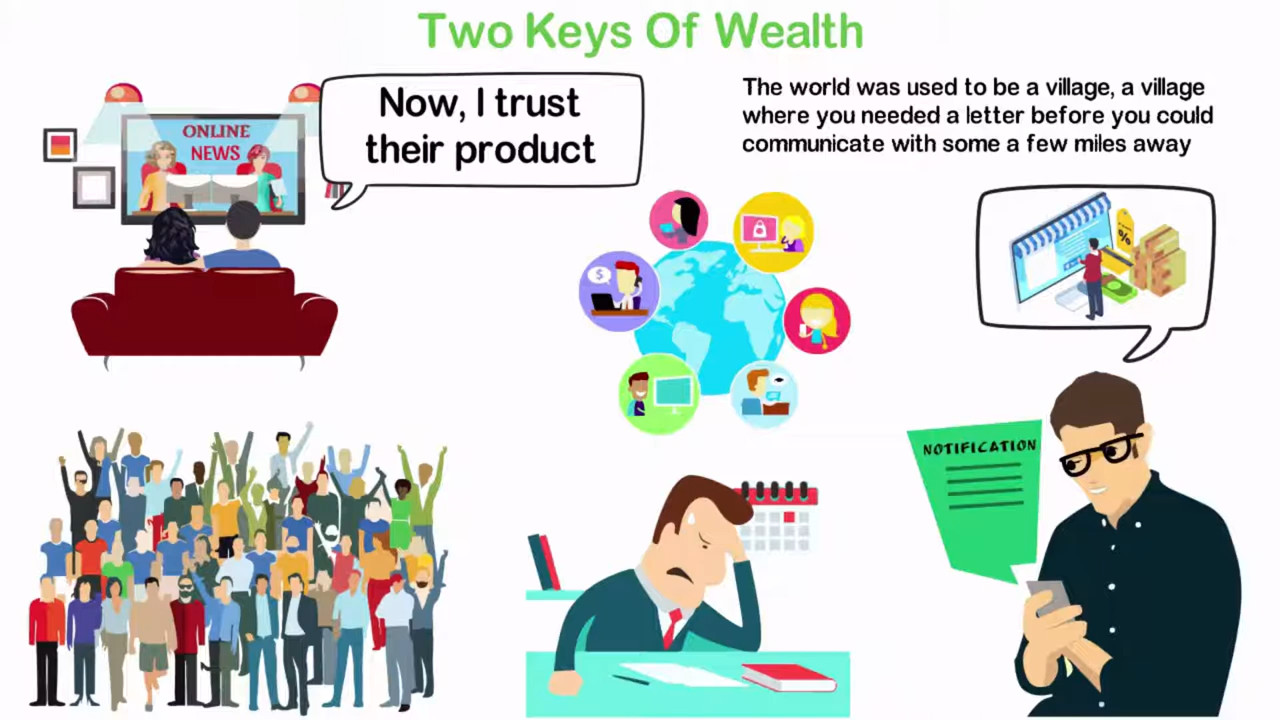 Two Keys Of Wealth
ONLINE
NEWS
Now, I trust
their product
The world was used to be a village, a village
where you needed a letter before you could
communicate with some a few miles away
%
$
NOTIFICATION